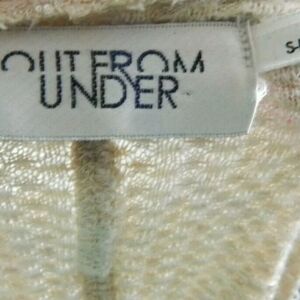 OUT FROM
UNDER
S-